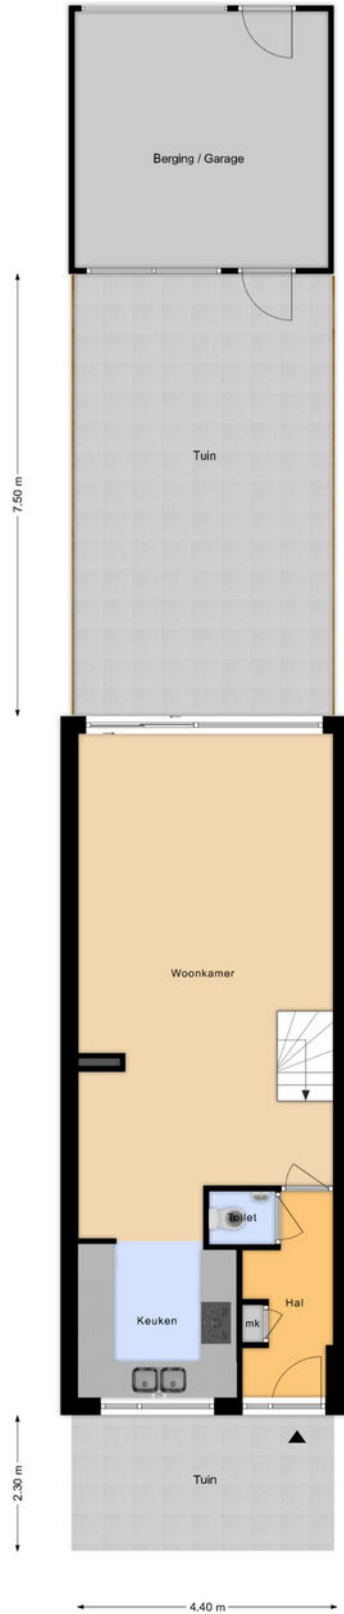 Berging / Garage
Tuin
7.50 m
Woonkamer
Toilet
Hal
mk
Keuken
Tuin
2.30 m
4.40 m